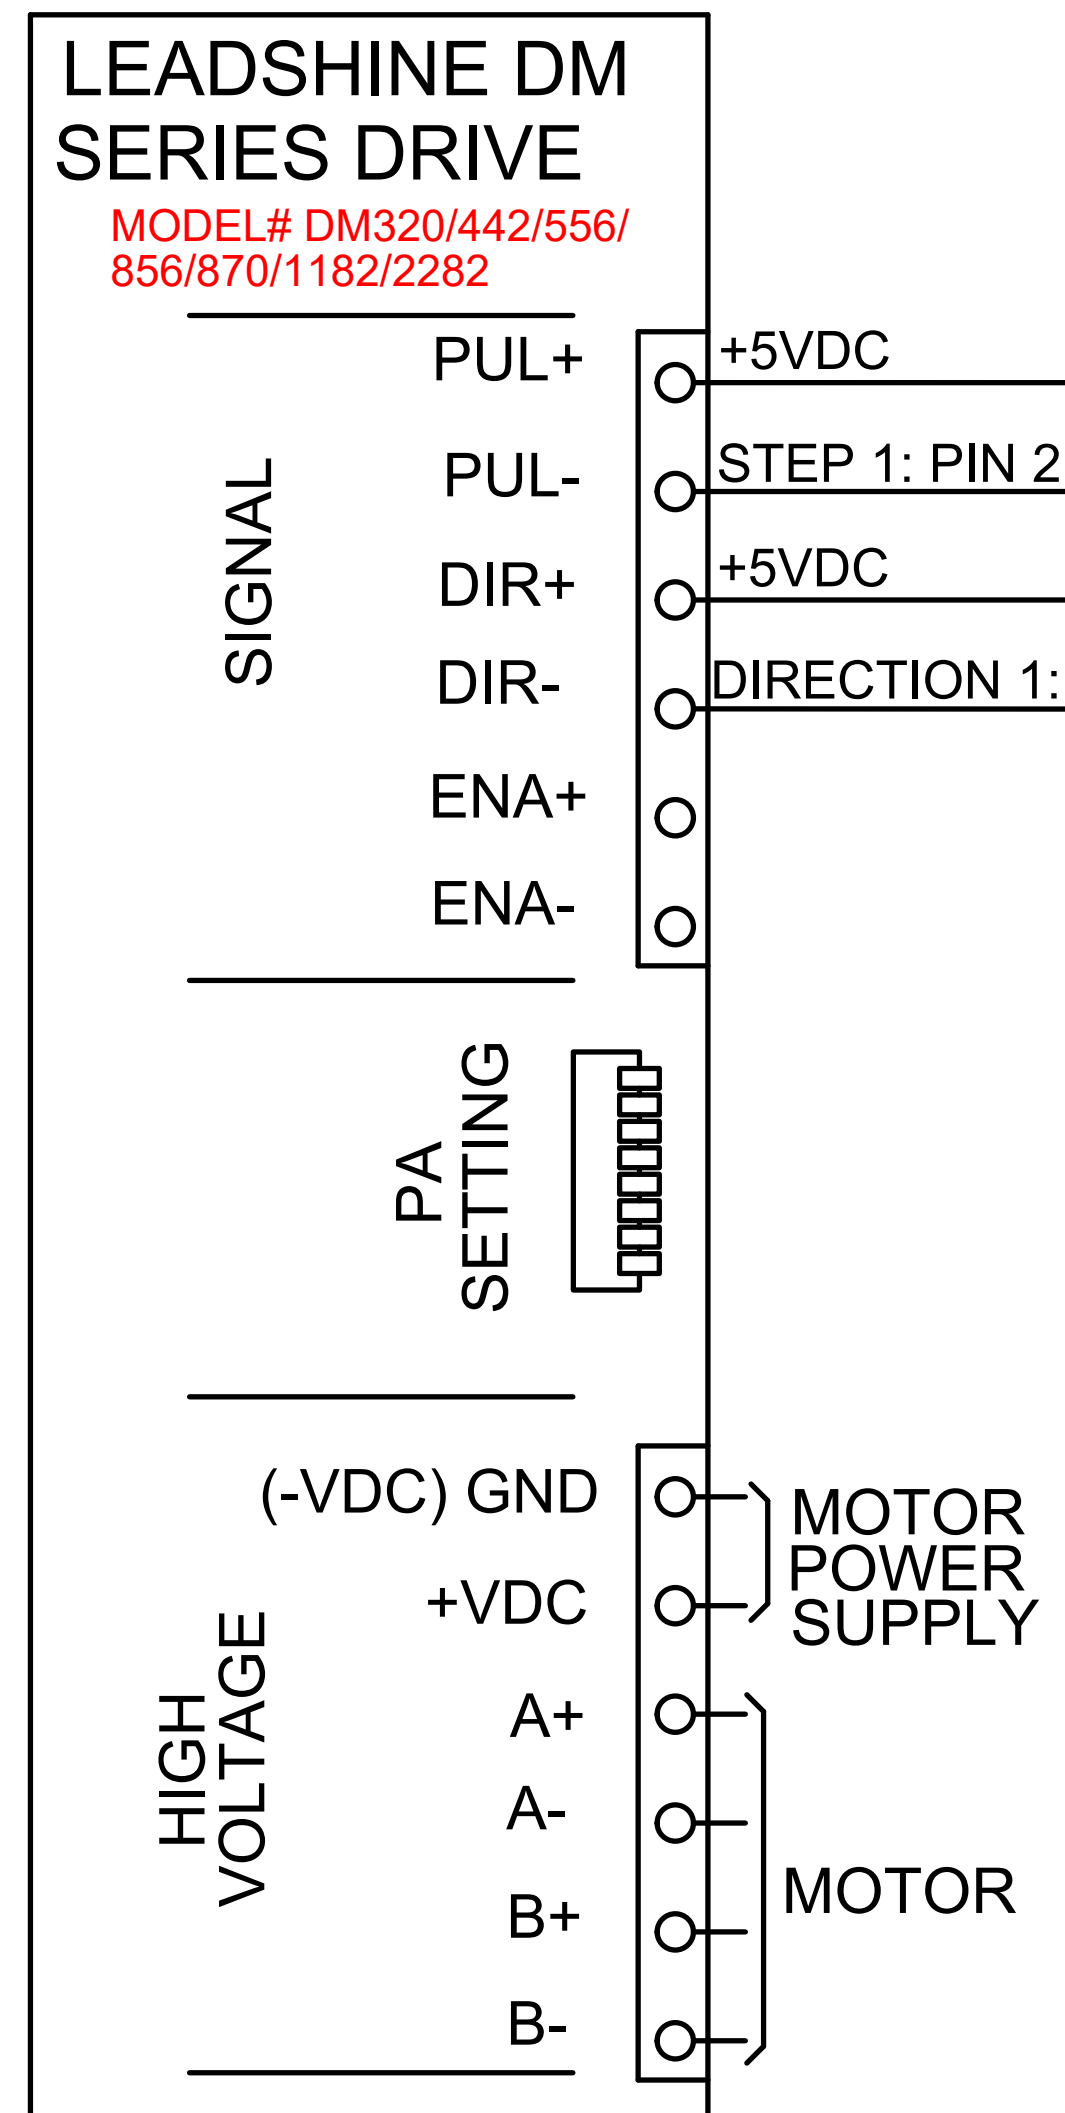 LEADSHINE DM
SERIES DRIVE
MODEL# DM320/442/556/
856/870/1182/2282
SIGNAL
PUL+
+5VDC
PUL-
STEP 1: PIN 2
DIR+
+5VDC
DIR-
DIRECTION 1:
ENA+
ENA-
PA
SETTING
HIGH
VOLTAGE
(-VDC) GND
+VDC
MOTOR
POWER
SUPPLY
A+
A-
B+
B-
MOTOR